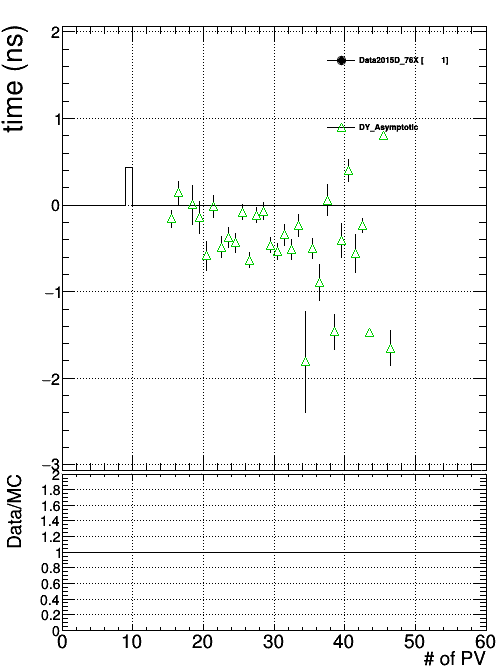 time (ns)
2
1
0
−1
−2
−3
Data2015D_76X [ 1]
DY_Asymptotic
Data/MC
2
1.8
1.6
1.4
1.2
1
0.8
0.6
0.4
0.2
0
0 10 20 30 40 50 60
# of PV